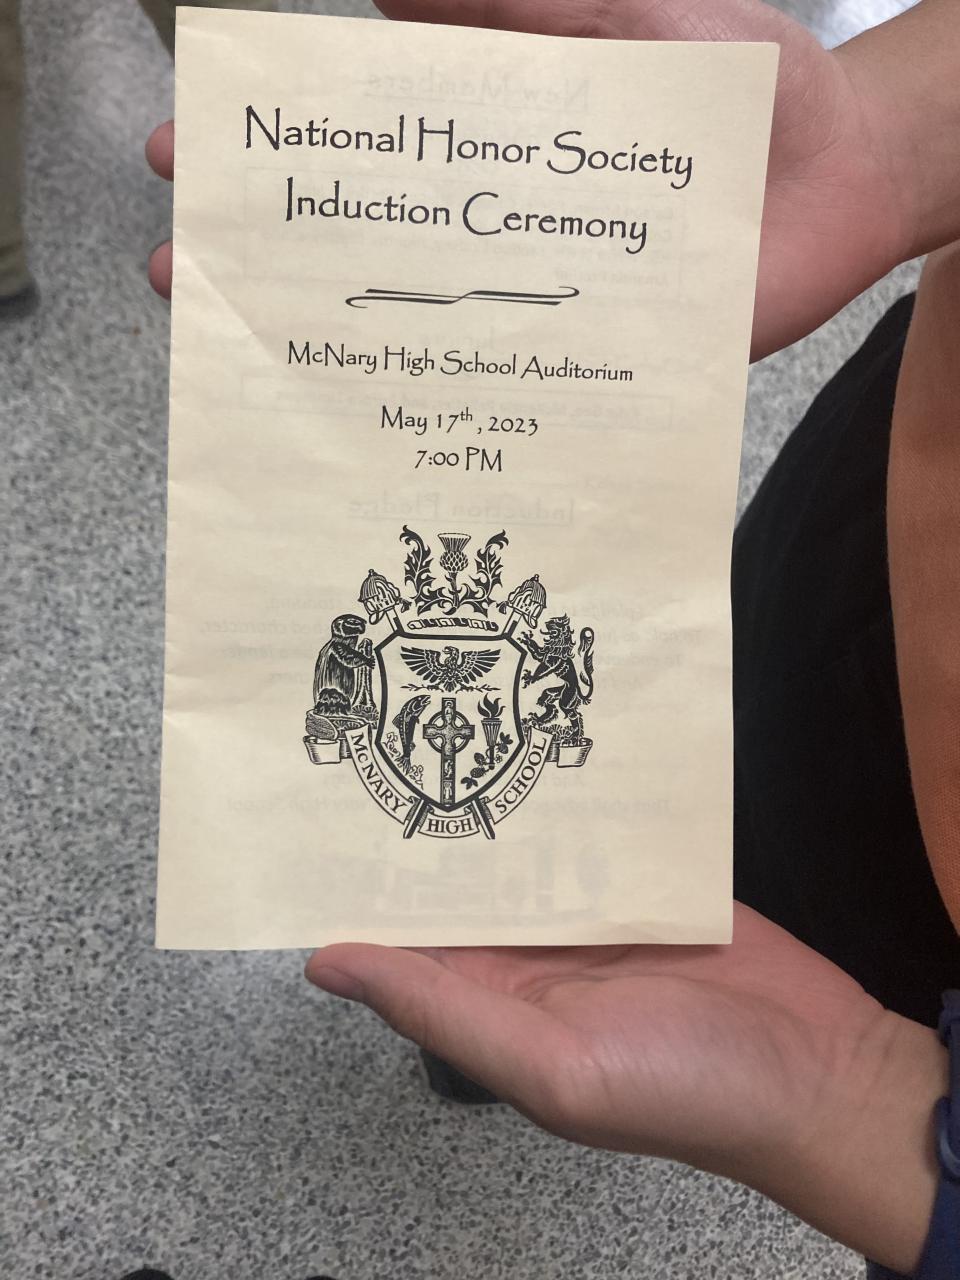 National Honor Society
Induction Ceremony
McNary High School Auditorium
May 17th, 2023
7:00 PM
McNARY HIGH SCHOOL